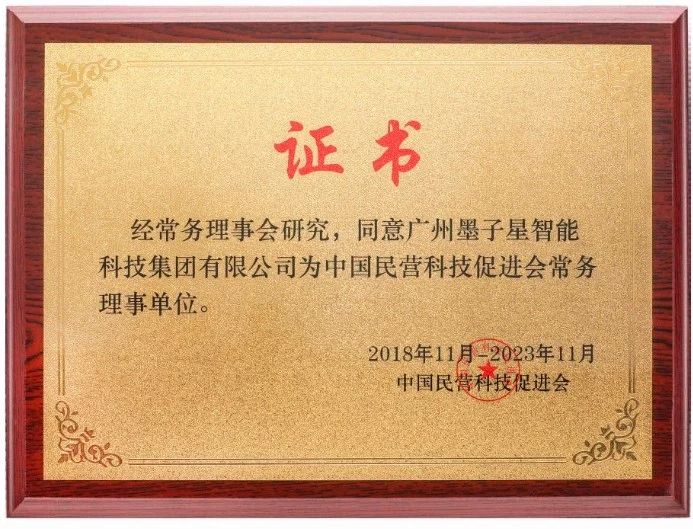 证书
经常务理事会研究，同意广州墨子星智能
科技集团有限公司为中国民营科技促进会常务
理事单位。
2018年11月-2023年11月
中国民营科技促进会